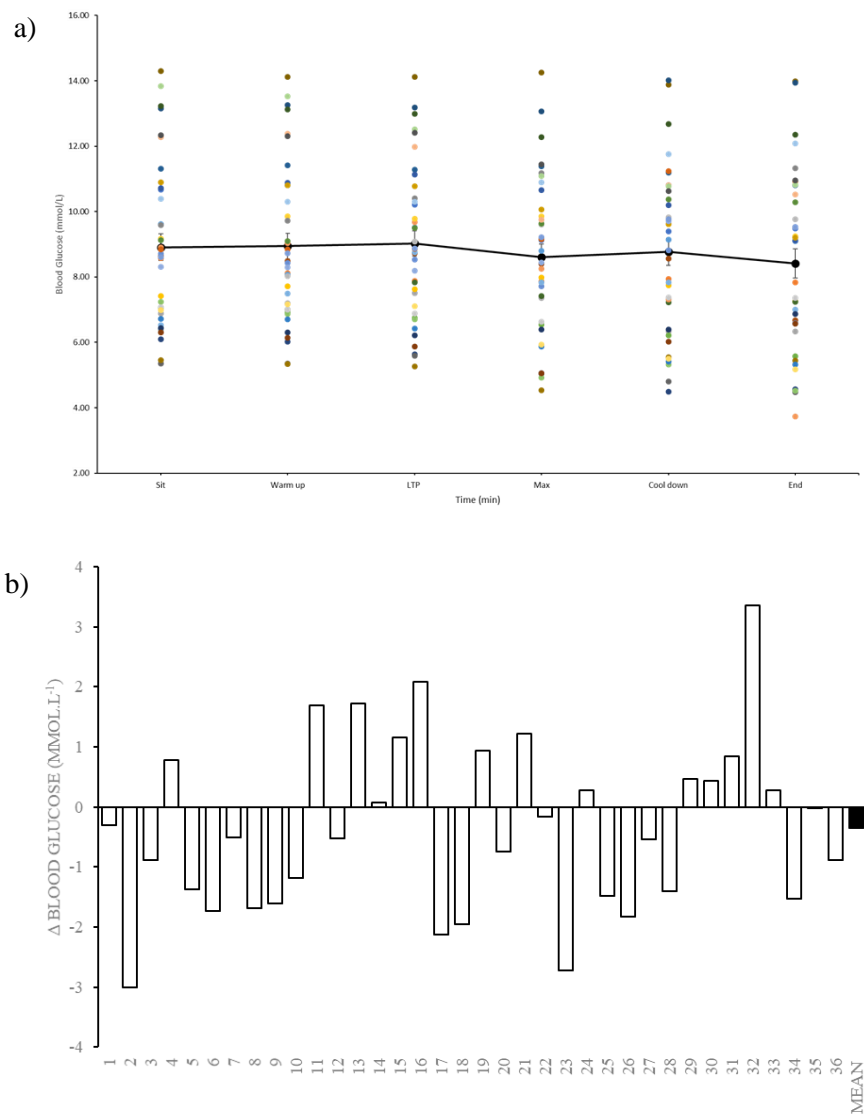 a)
16.00
14.00
12.00
10.00
8.00
6.00
4.00
2.00
Blood Glucose (mmol/L)
Sit Warm up LTP Max Cool down End
Time (min)
b)
4
3
2
1
0
-1
-2
-3
-4
Δ BLOOD GLUCOSE (MMOL.L-1)
1 2 3 4 5 6 7 8 9 10 11 12 13 14 15 16 17 18 19 20 21 22 23 24 25 26 27 28 29 30 31 32 33 34 35 36 MEAN